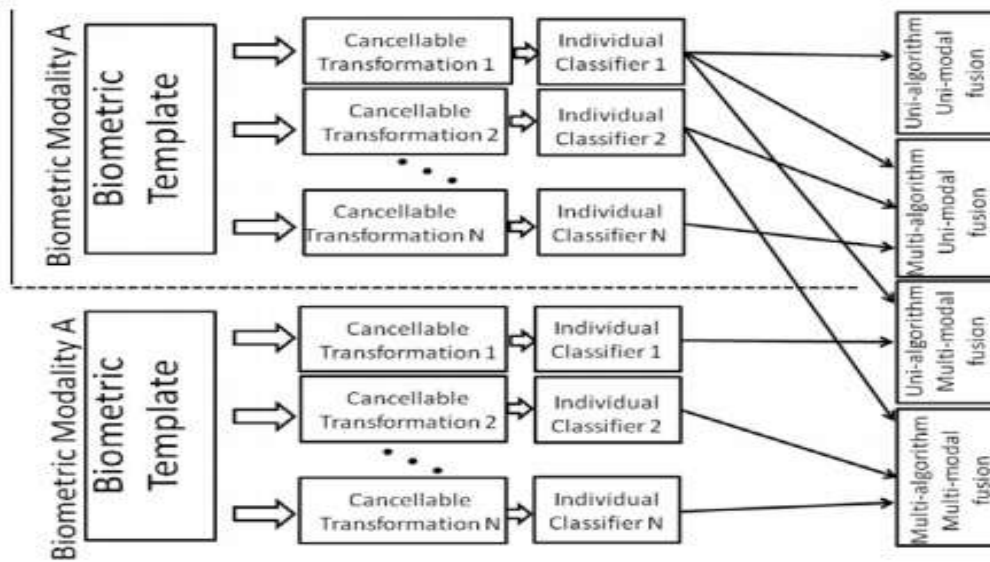 Biometric Modality A
Biometric
Template
Cancellable
Transformation 1
Individual
Classifier 1
Cancellable
Transformation 2
Individual
Classifier 2
Cancellable
Transformation N
Individual
Classifier N
Biometric Modality A
Biometric
Template
Cancellable
Transformation 1
Individual
Classifier 1
Cancellable
Transformation 2
Individual
Classifier 2
Cancellable
Transformation N
Individual
Classifier N
Uni-algorithm
Uni-modal
fusion
Multi-algorithm
Uni-modal
fusion
Uni-algorithm
Multi-modal
fusion
Multi-algorithm
Multi-modal
fusion